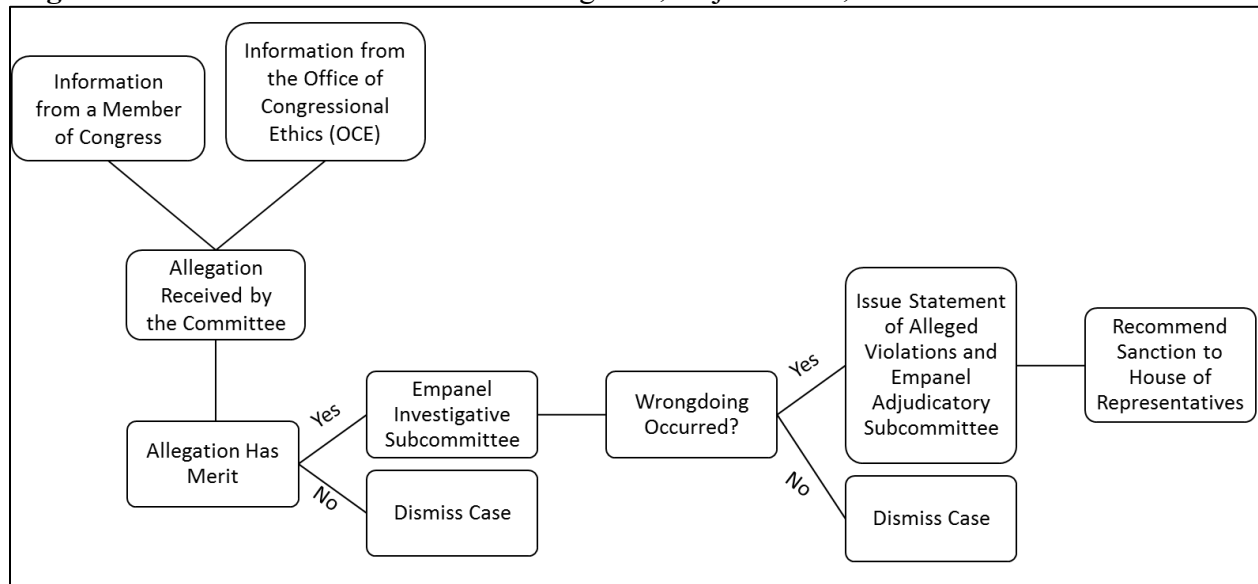 Information
from a Member
of Congress
Information from
the Office of
Congressional
Ethics (OCE)
Allegation
Received by
the Committee
Allegation Has
Merit
Yes
No
Empanel
Investigative
Subcommittee
Dismiss Case
Wrongdoing
Occurred?
Yes
No
Issue Statement
of Alleged
Violations and
Empanel
Adjudicatory
Subcommittee
Dismiss Case
Recommend
Sanction to
House of
Representatives